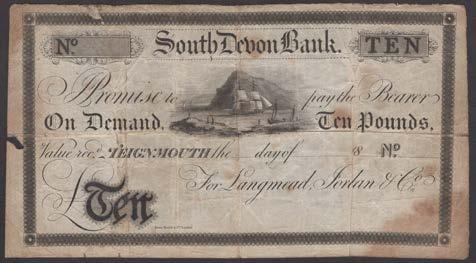 No South Devon Bank. TEN
I Promise to pay the Bearer
On Demand, Ten Pounds,
Value recd. TEIGNMOUTH the day of 18 No
For Langmead, Jordan & Co.
£Ten